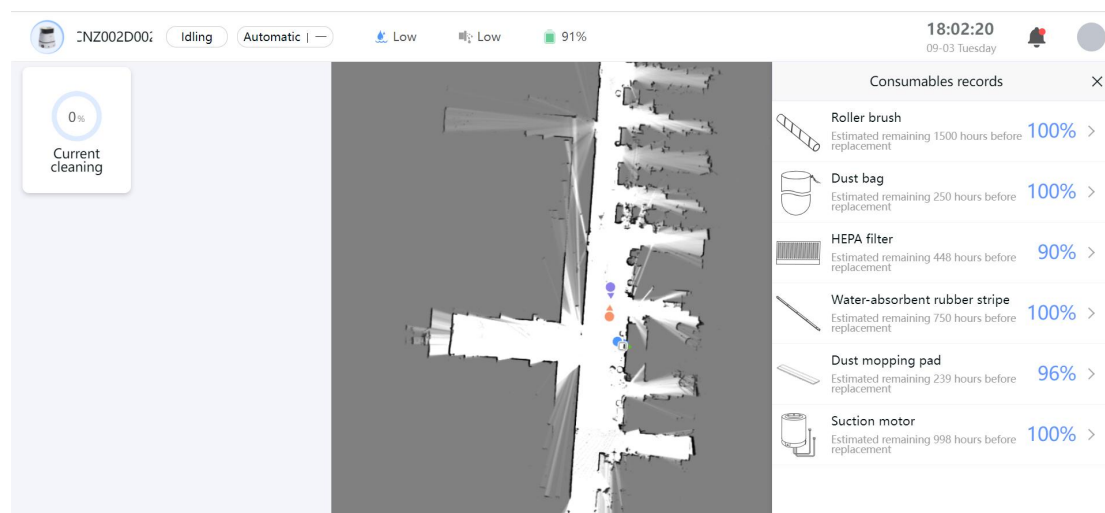 CNZ002D002
Idling
Automatic | —
Low
Low
91%
18:02:20
09-03 Tuesday
0%
Current
cleaning
Consumables records
Roller brush
Estimated remaining 1500 hours before
replacement
100%
Dust bag
Estimated remaining 250 hours before
replacement
100%
HEPA filter
Estimated remaining 448 hours before
replacement
90%
Water-absorbent rubber stripe
Estimated remaining 750 hours before
replacement
100%
Dust mopping pad
Estimated remaining 239 hours before
replacement
96%
Suction motor
Estimated remaining 998 hours before
replacement
100%